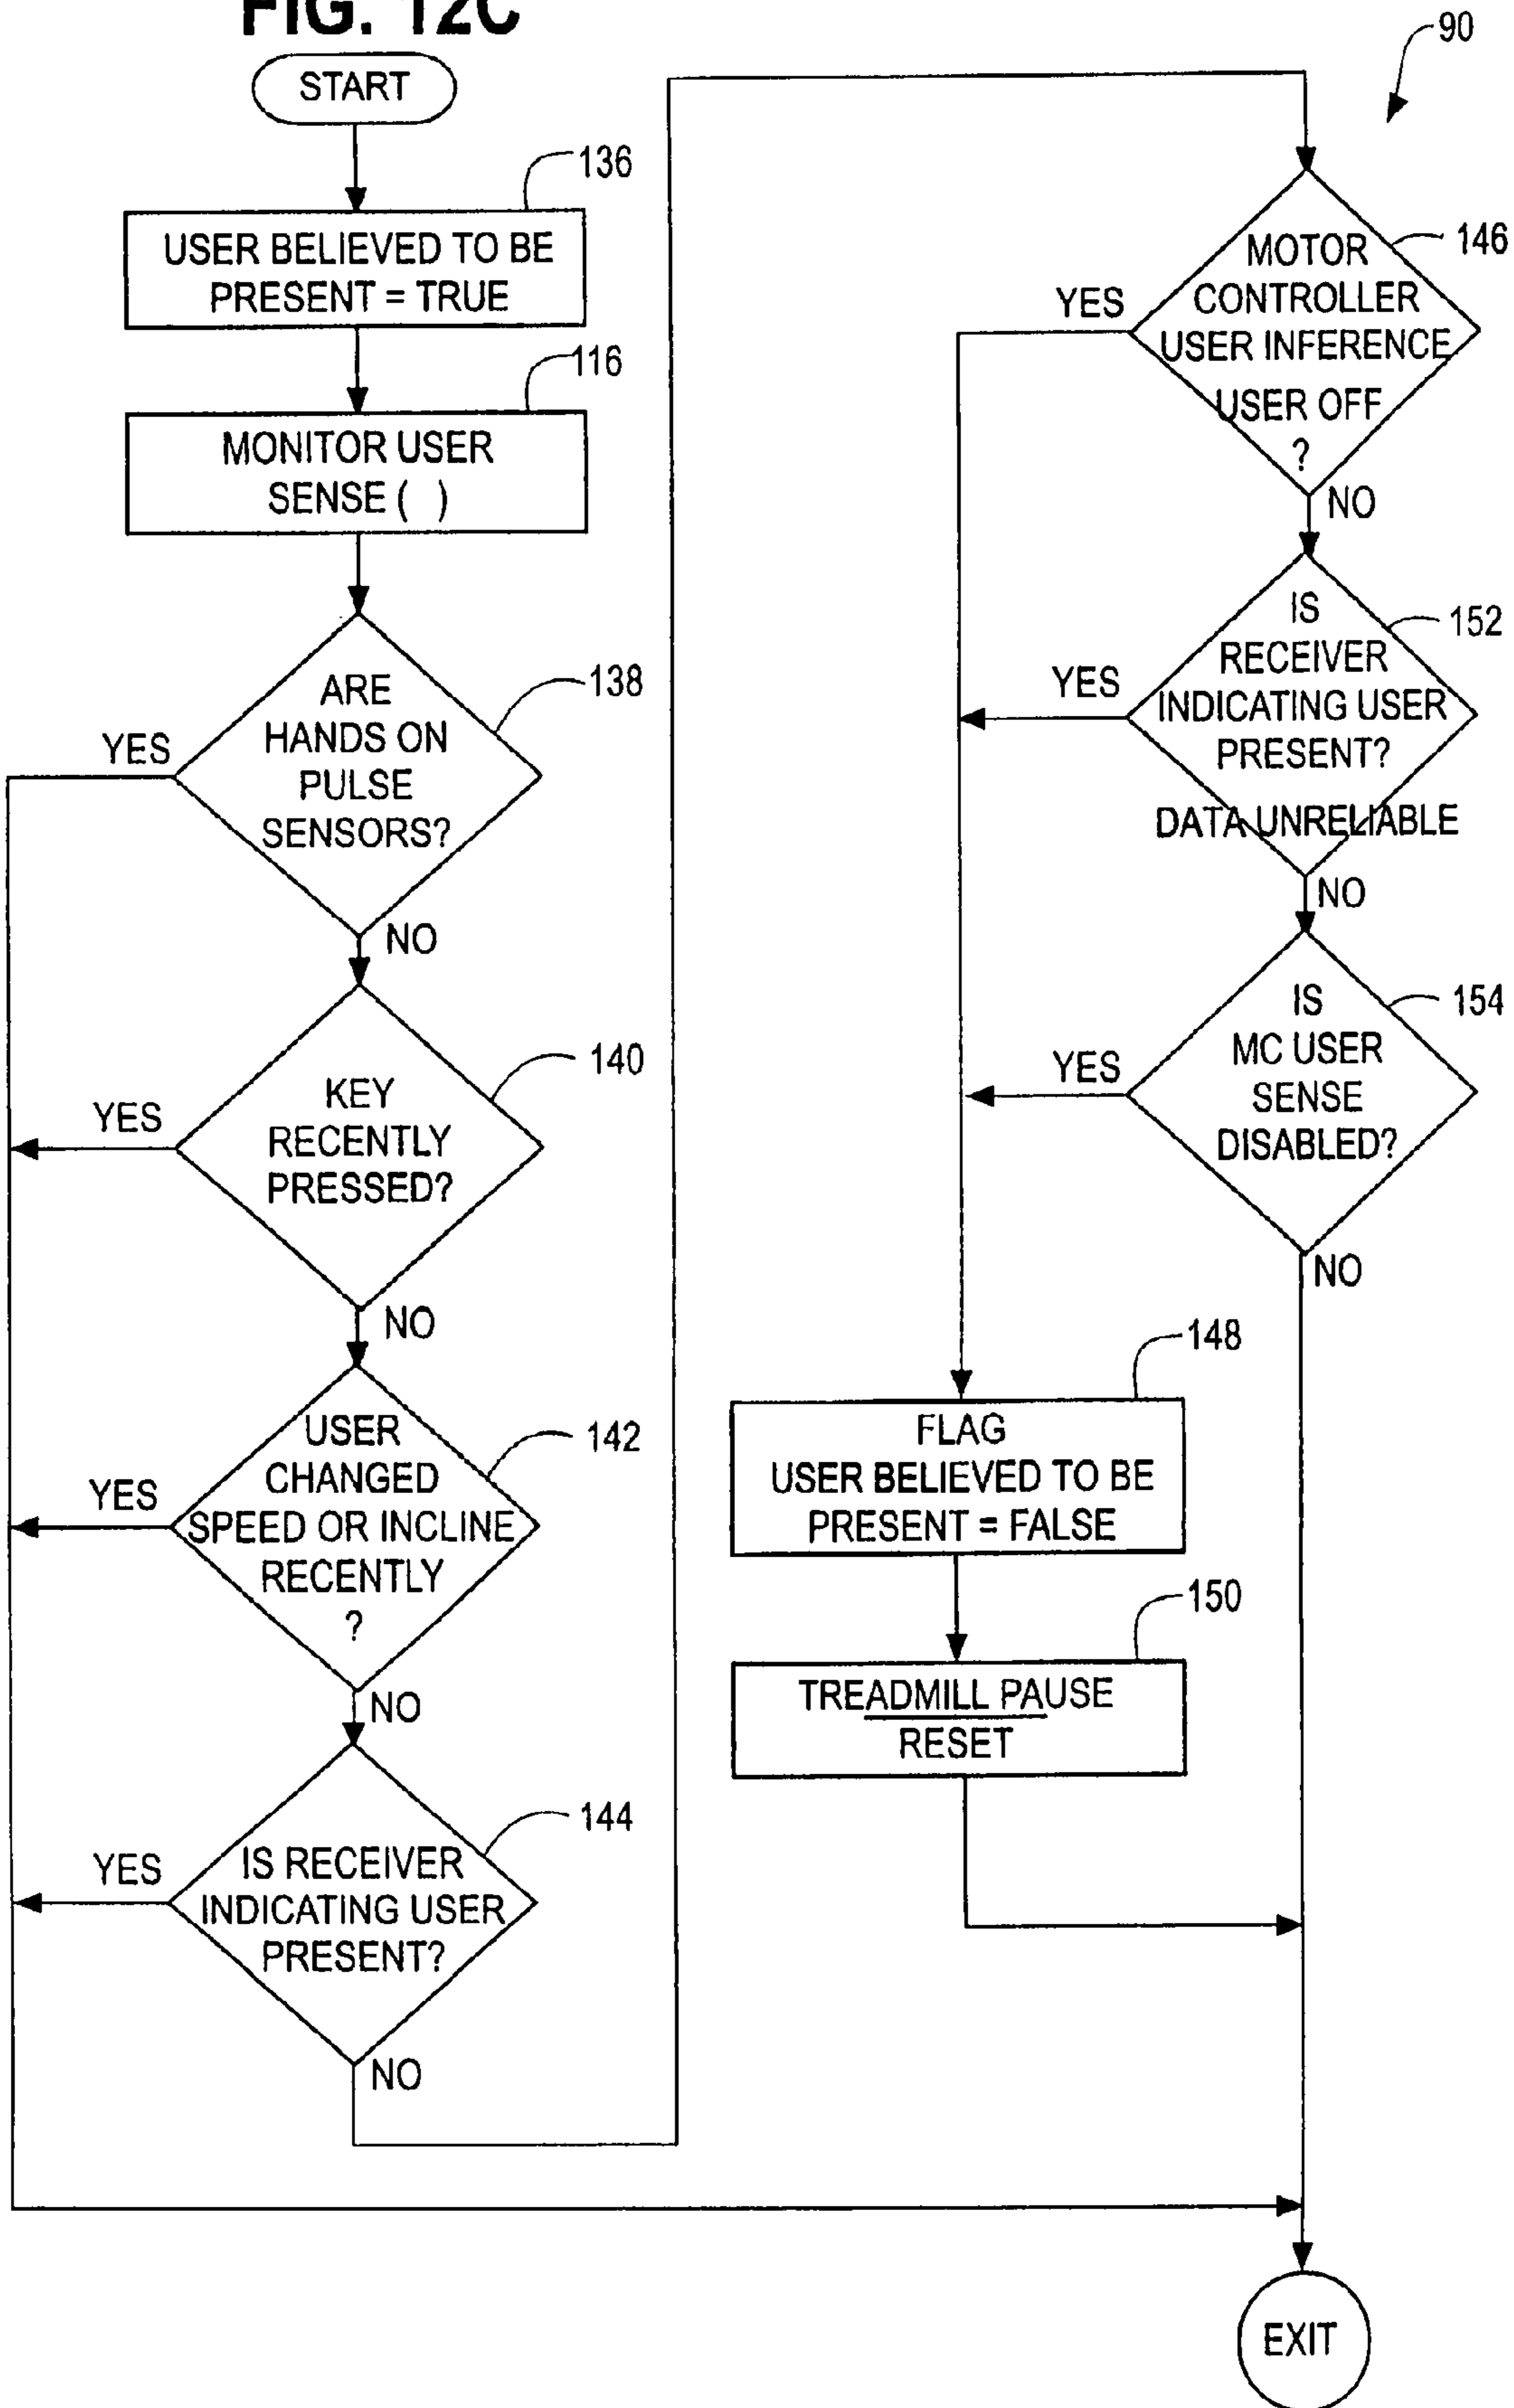 FIG. 12C
START
136
USER BELIEVED TO BE
PRESENT = TRUE
116
MONITOR USER
SENSE ( )
138
ARE
HANDS ON
PULSE
SENSORS?
YES
NO
140
KEY
RECENTLY
PRESSED?
YES
NO
142
USER
CHANGED
SPEED OR INCLINE
RECENTLY
?
YES
NO
144
IS RECEIVER
INDICATING USER
PRESENT?
YES
NO
90
146
MOTOR
CONTROLLER
USER INFERENCE
USER OFF
?
YES
NO
152
IS
RECEIVER
INDICATING USER
PRESENT?
DATA UNRELIABLE
YES
NO
154
IS
MC USER
SENSE
DISABLED?
YES
NO
148
FLAG
USER BELIEVED TO BE
PRESENT = FALSE
150
TREADMILL PAUSE
RESET
EXIT